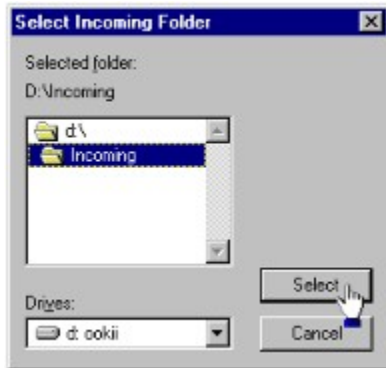 Select Incoming Folder
Selected folder:
D:\Incoming
d:\
Incoming
Select
Drives:
d: ookii
Cancel